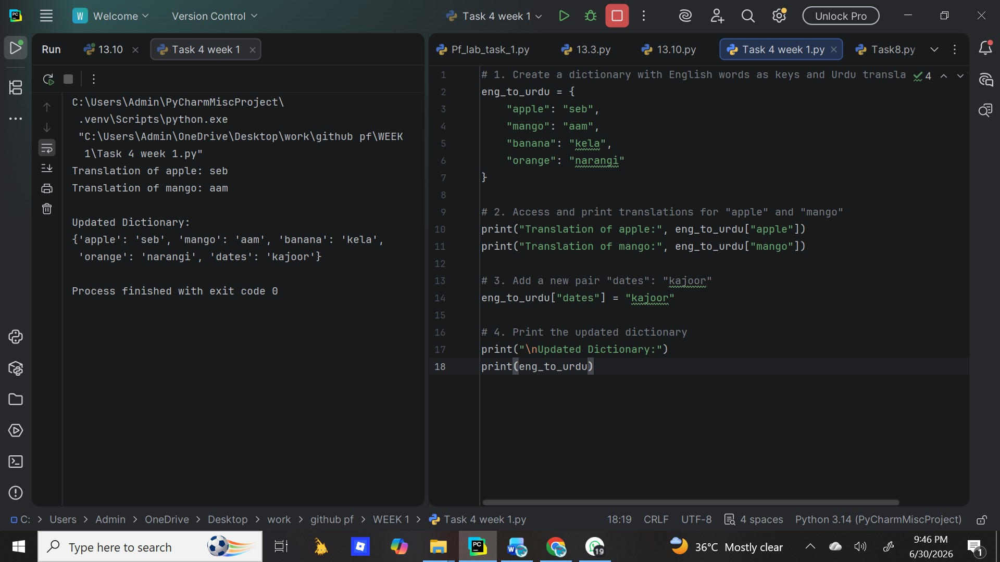 PC
W Welcome
Version Control
Task 4 week 1
Unlock Pro
Run
13.10
Task 4 week 1
C:\Users\Admin\PyCharmMiscProject\
.venv\Scripts\python.exe
"C:\Users\Admin\OneDrive\Desktop\work\github pf\WEEK
1\Task 4 week 1.py"
Translation of apple: seb
Translation of mango: aam
Updated Dictionary:
{'apple': 'seb', 'mango': 'aam', 'banana': 'kela',
'orange': 'narangi', 'dates': 'kajoor'}
Process finished with exit code 0
Pf_lab_task_1.py
13.3.py
13.10.py
Task 4 week 1.py
Task8.py
1 # 1. Create a dictionary with English words as keys and Urdu transla
4
2 eng_to_urdu = {
3 "apple": "seb",
4 "mango": "aam",
5 "banana": "kela",
6 "orange": "narangi"
7 }
8
9 # 2. Access and print translations for "apple" and "mango"
10 print("Translation of apple:", eng_to_urdu["apple"])
11 print("Translation of mango:", eng_to_urdu["mango"])
12
13 # 3. Add a new pair "dates": "kajoor"
14 eng_to_urdu["dates"] = "kajoor"
15
16 # 4. Print the updated dictionary
17 print("\nUpdated Dictionary:")
18 print(eng_to_urdu)
C: > Users > Admin > OneDrive > Desktop > work > github pf > WEEK 1 > Task 4 week 1.py
18:19 CRLF UTF-8 4 spaces Python 3.14 (PyCharmMiscProject)
Type here to search
PC
W
19
36°C Mostly clear
9:46 PM
6/30/2026
1